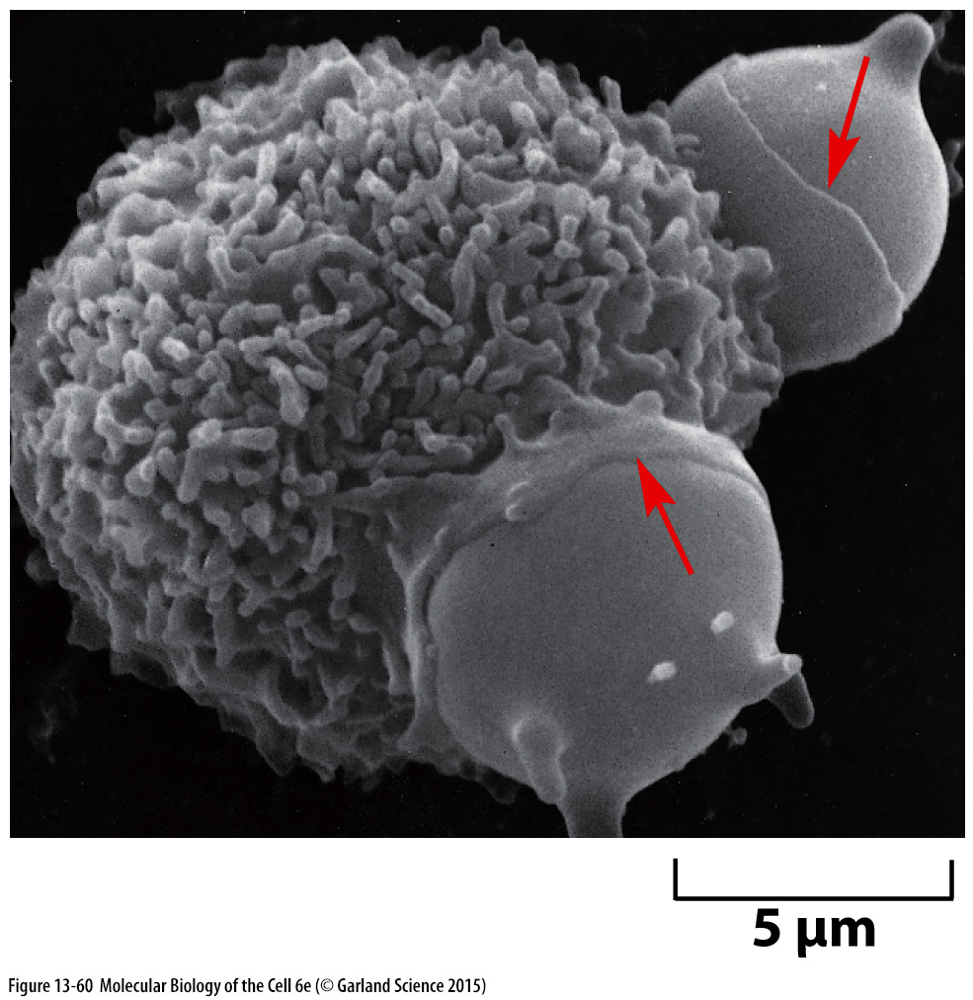 5 μm
Figure 13-60 Molecular Biology of the Cell 6e (© Garland Science 2015)